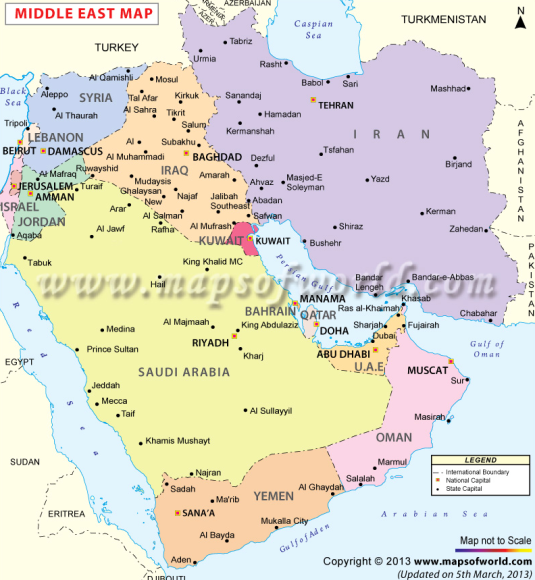 MIDDLE EAST MAP
AZERBAIJAN
AZER.
Caspian
Sea
TURKMENISTAN
N
TURKEY
Tabriz
Urmia
Rasht
Babol
Sari
Mashhad
Al Qamishli
Mosul
Aleppo
SYRIA
Tal Afar
Kirkuk
Sanandaj
TEHRAN
Black
Sea
Al Thaurah
Al Sahra
Tikrit
Hamadan
Tripoli
Salum
Kermanshah
IRAN
LEBANON
Al
Subakhu
BEIRUT
DAMASCUS
Al Muhammadi
BAGHDAD
Dezful
Tsfahan
Birjand
AFGHANISTAN
Al Mafraq
Ruwayshid
IRAQ
JERUSALEM
Turaif
Mudaysis
Amarah
Ahvaz
Masjed-E
Soleyman
Yazd
AMMAN
Ghalaysan
New
Najaf
Jalibah
Abadan
ISRAEL
Arar
Al Salman
Southeast
Safwan
Kerman
JORDAN
Rafha
Al Mufrash
Shiraz
Zahedan
Aqaba
Al Jawf
KUWAIT
KUWAIT
Bushehr
PAKISTAN
Tabuk
King Khalid MC
Persian Gulf
Bandar
Lengeh
Bandar-e-Abbas
Hail
www.mapsofworld.com
MANAMA
Khasab
BAHRAIN
Ras al-Khaimah
Chabahar
QATAR
Medina
Al Majmaah
King Abdulaziz
DOHA
Sharjah
Fujairah
Dubai
RIYADH
Gulf of
Oman
Prince Sultan
Kharj
ABU DHABI
EGYPT
U.A.E
MUSCAT
SAUDI ARABIA
Sur
Red Sea
Jeddah
Mecca
Taif
Al Sulayyil
Masirah
Khamis Mushayt
OMAN
LEGEND
International Boundary
National Capital
State Capital
SUDAN
Najran
Marmul
Sadah
Salalah
Al Ghaydah
YEMEN
Ma'rib
ERITREA
SANA'A
Arabian Sea
Mukalla City
Al Bayda
Gulf of Aden
Map not to Scale
Aden
Copyright © 2013 www.mapsofworld.com
DJIBOUTI
(Updated on 5th March, 2013)